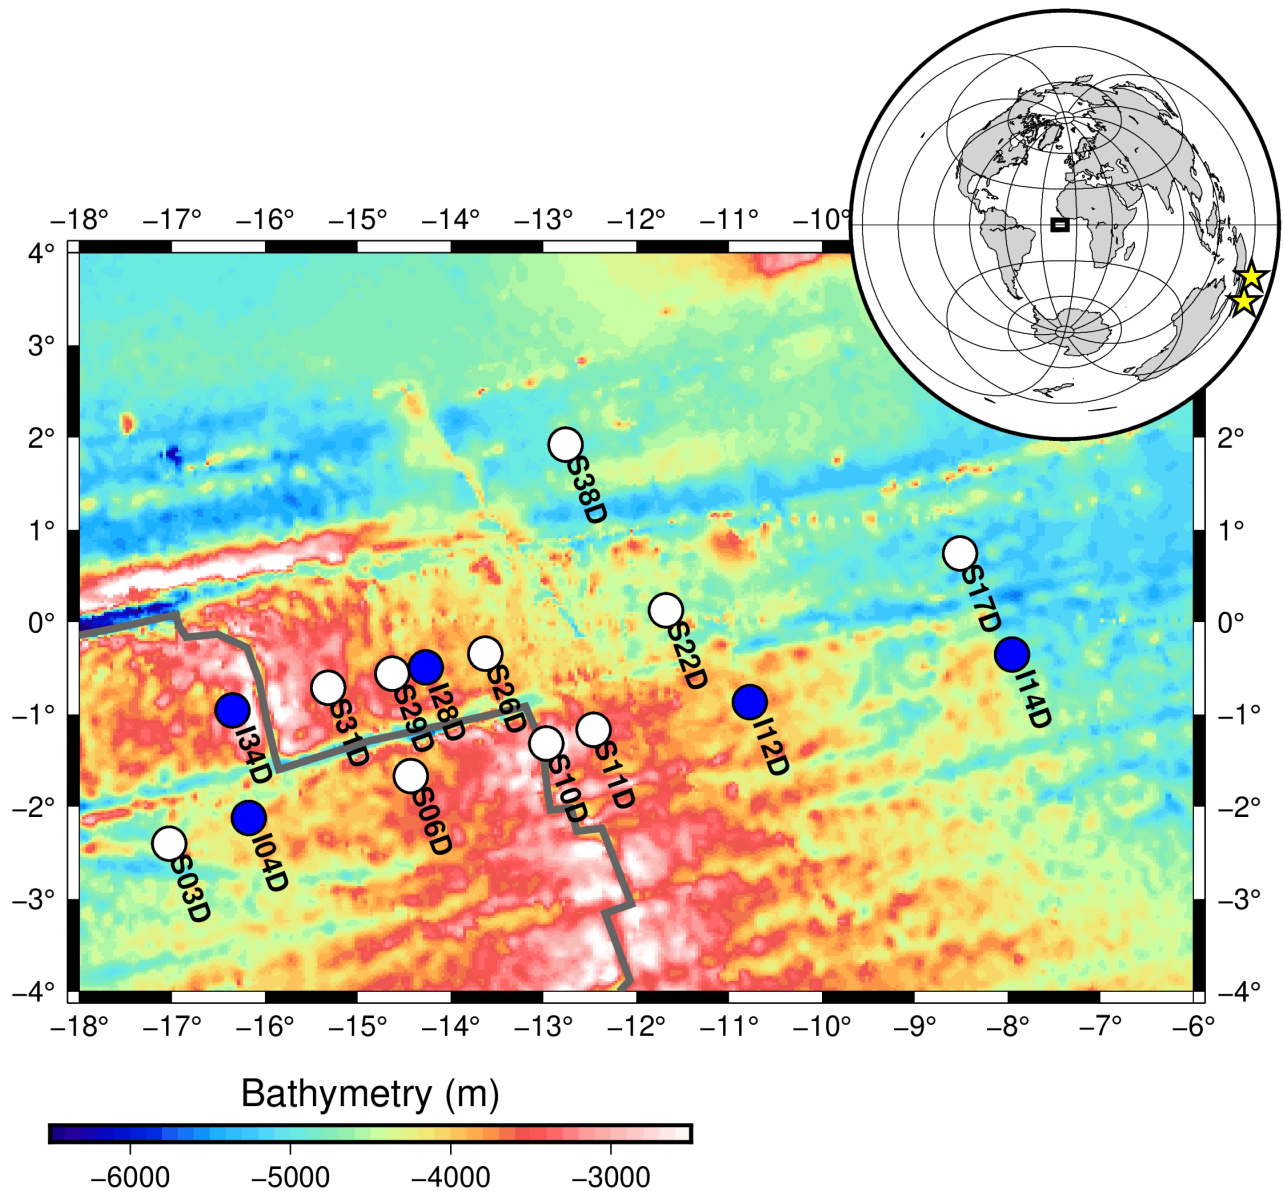 −18° −17° −16° −15° −14° −13° −12° −11° −10°
4°
3°
2° 2°
1° 1°
0° 0°
−1° −1°
−2° −2°
−3° −3°
−4° −4°
S38D
S17D
S22D
I14D
S26D
I28D
S29D
S31D
I34D
I12D
S11D
S10D
S06D
I04D
S03D
−18° −17° −16° −15° −14° −13° −12° −11° −10° −9° −8° −7° −6°
Bathymetry (m)
−6000 −5000 −4000 −3000